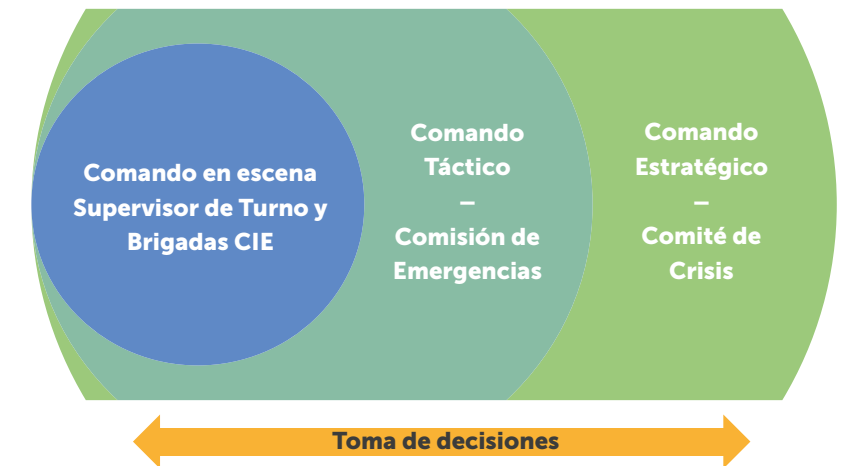 Comando en escena
Supervisor de Turno y
Brigadas CIE
Comando
Táctico
–
Comisión de
Emergencias
Comando
Estratégico
–
Comité de
Crisis
Toma de decisiones